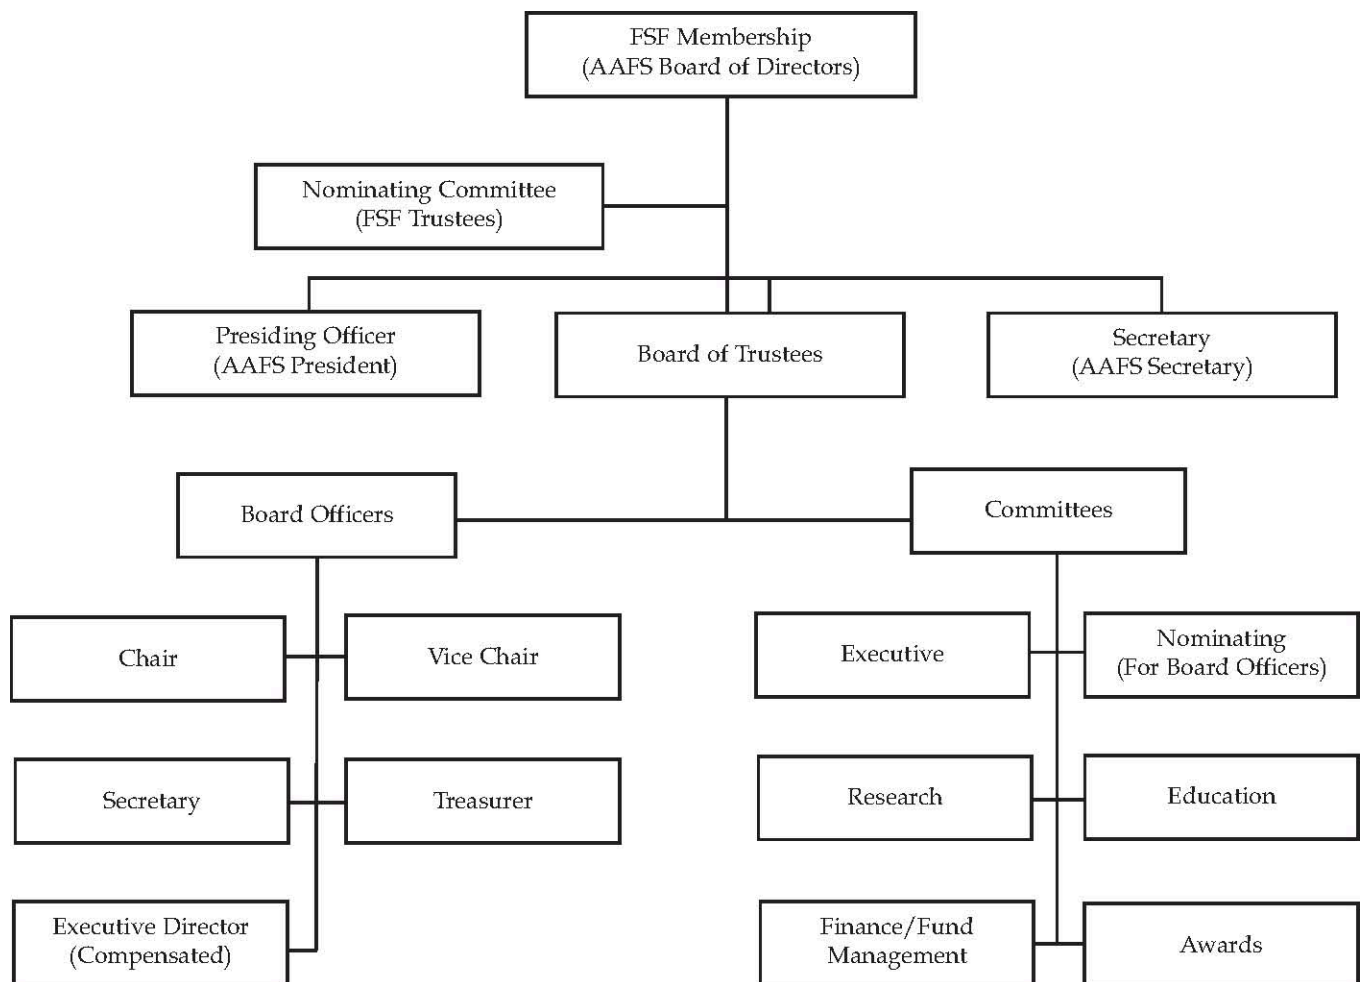 FSF Membership
(AAFS Board of Directors)
Nominating Committee
(FSF Trustees)
Presiding Officer
(AAFS President)
Board of Trustees
Secretary
(AAFS Secretary)
Board Officers
Committees
Chair
Vice Chair
Executive
Nominating
(For Board Officers)
Secretary
Treasurer
Research
Education
Executive Director
(Compensated)
Finance/Fund
Management
Awards